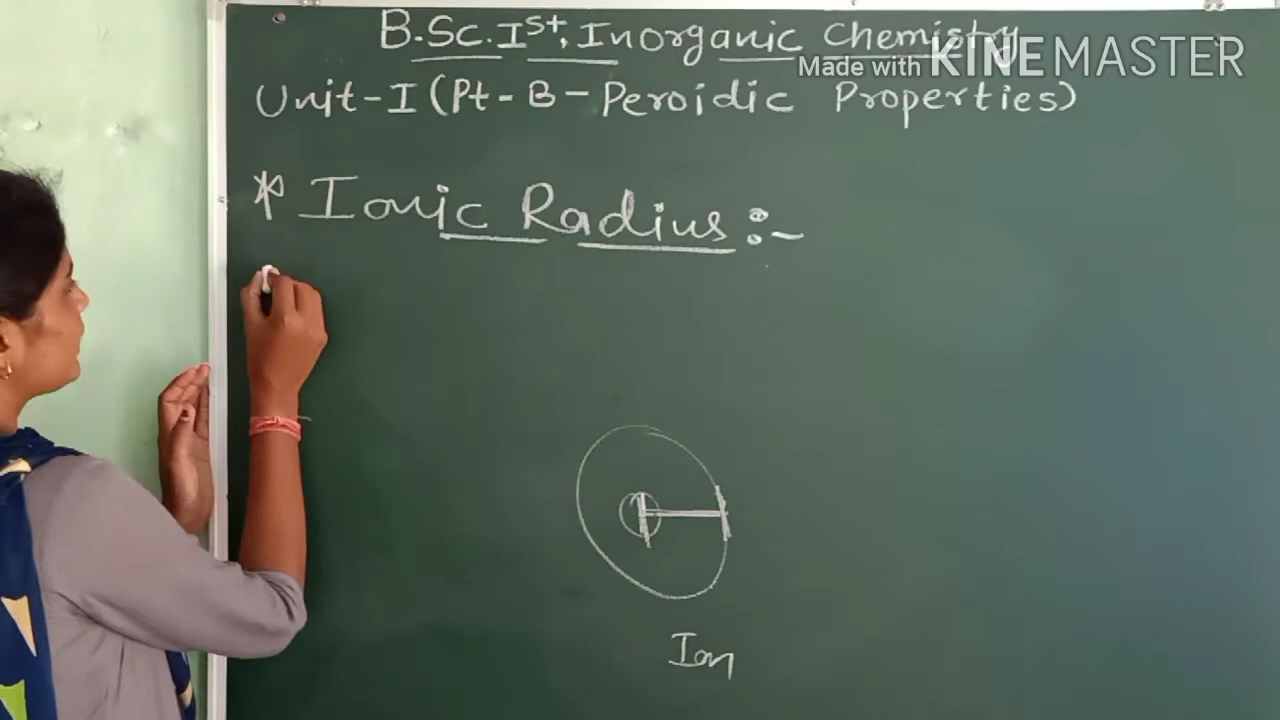 B.Sc.Ist, Inorganic Chemistry
Made with KINEMASTER
Unit-I (Pt-B-Peroidic Properties)
* Ionic Radius :-
Ion